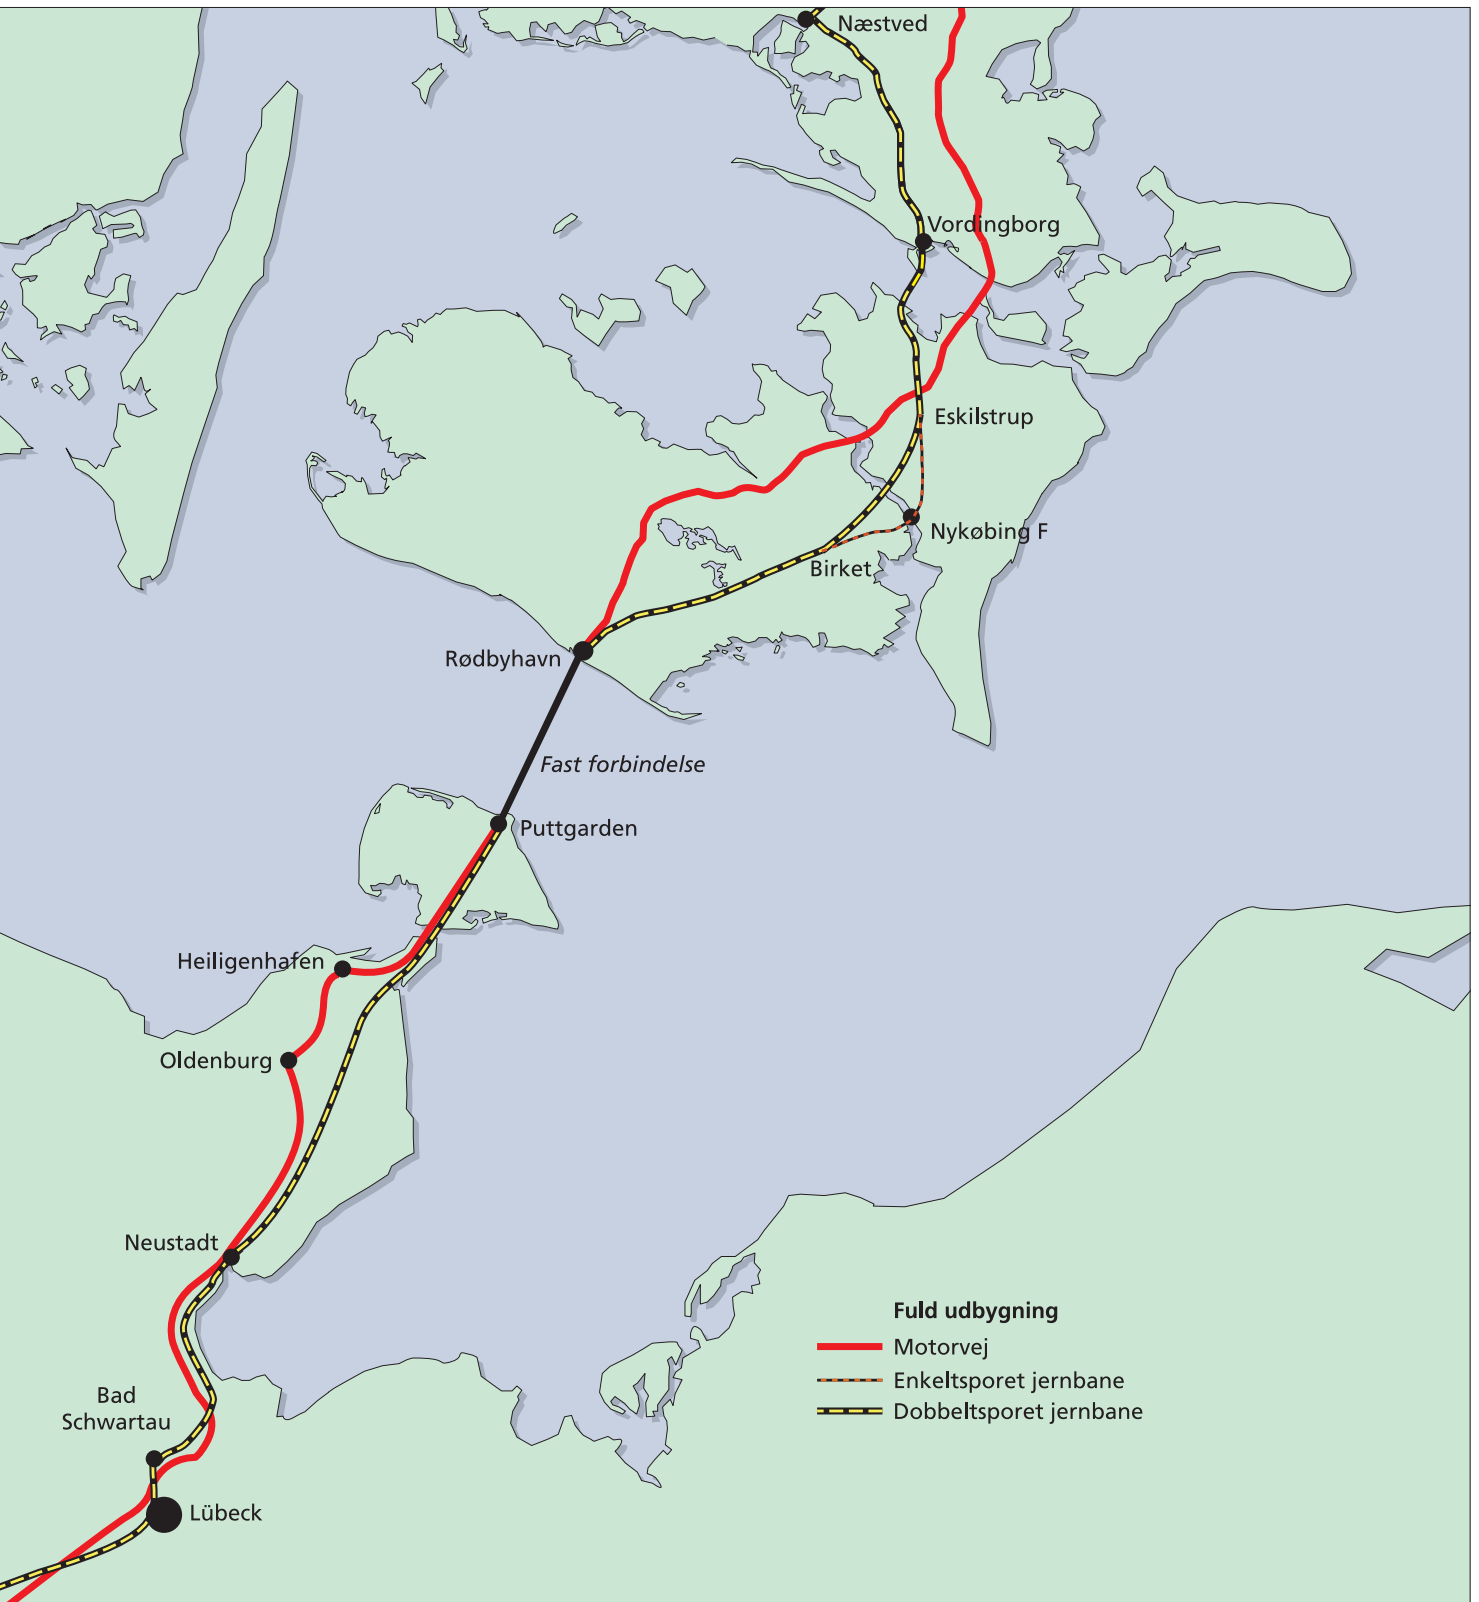 Næstved
Vordingborg
Eskilstrup
Nykøbing F
Birket
Rødbyhavn
Fast forbindelse
Puttgarden
Heiligenhafen
Oldenburg
Neustadt
Fuld udbygning
Motorvej
Enkeltsporet jernbane
Dobbeltsporet jernbane
Bad
Schwartau
Lübeck